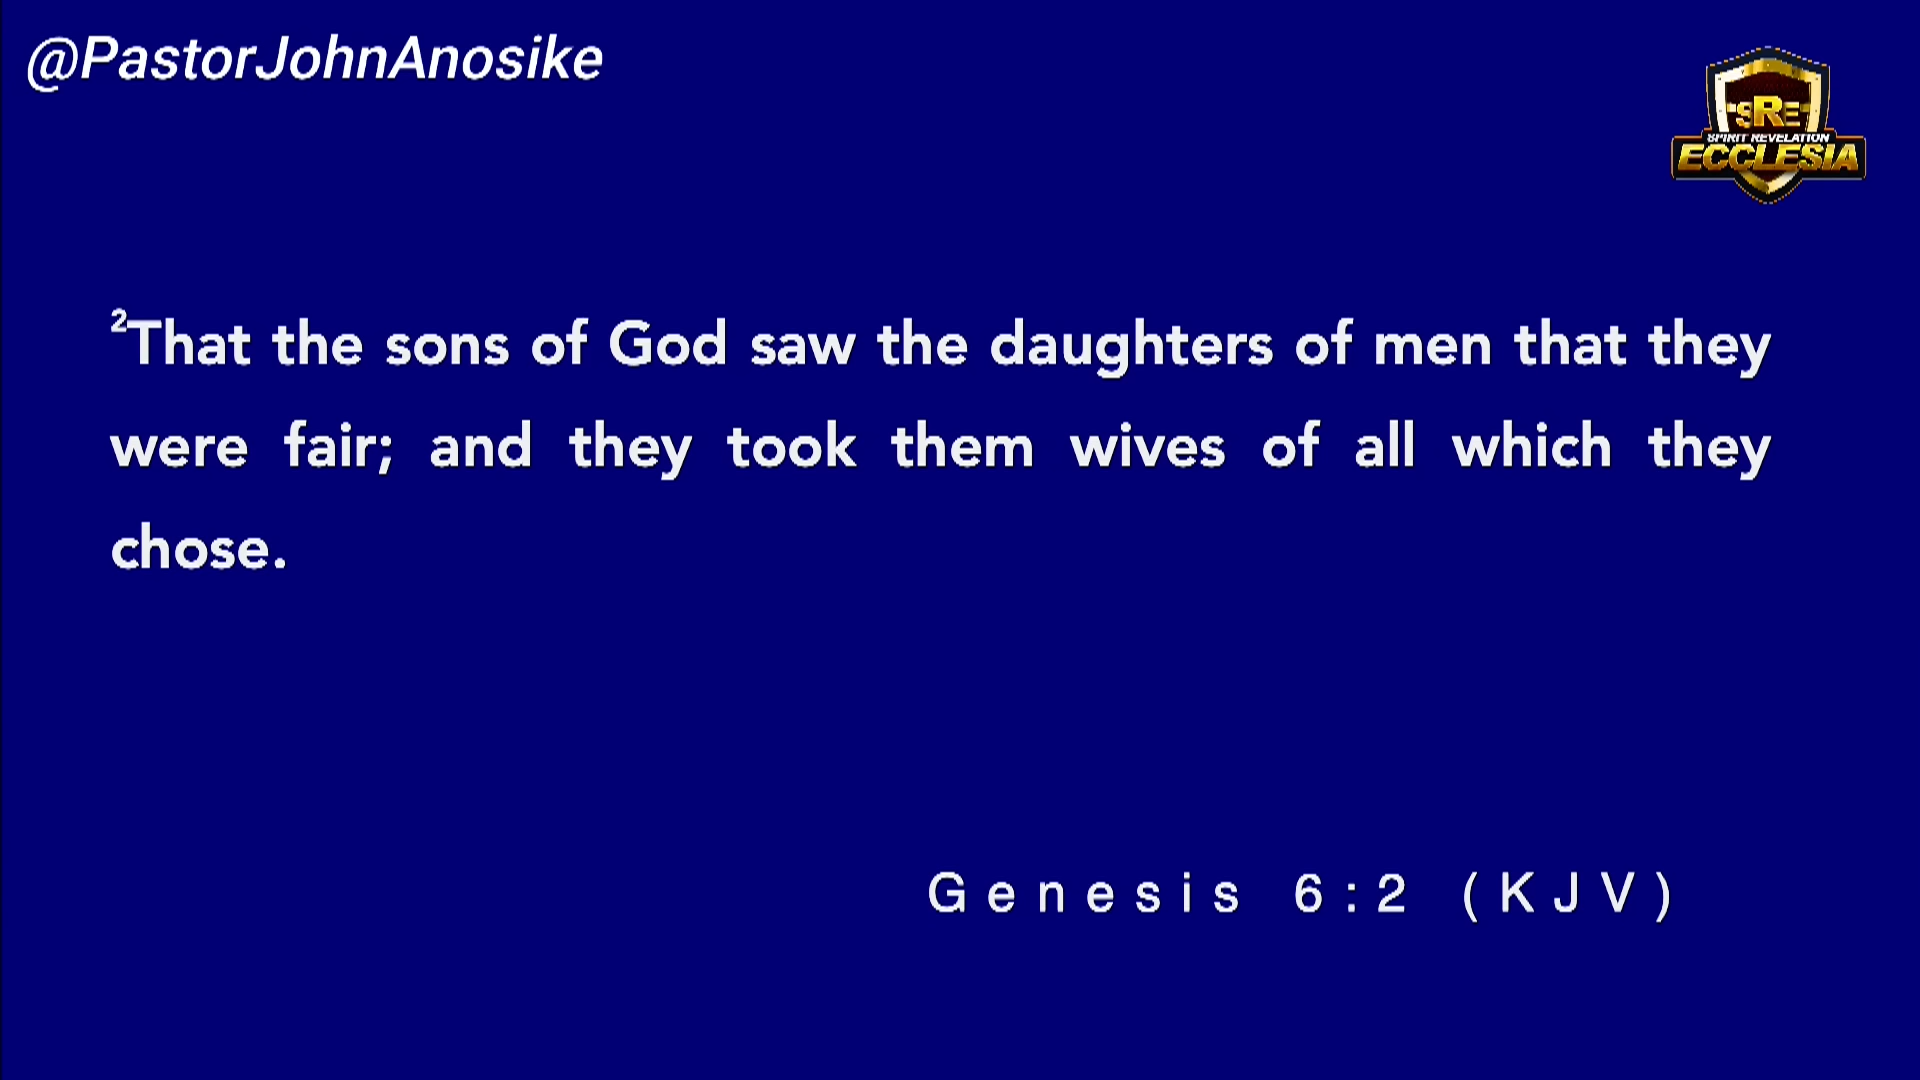 @PastorJohnAnosike
SRE
SPIRIT REVELATION
ECCLESIA
²That the sons of God saw the daughters of men that they
were fair; and they took them wives of all which they
chose.
Genesis 6:2 (KJV)